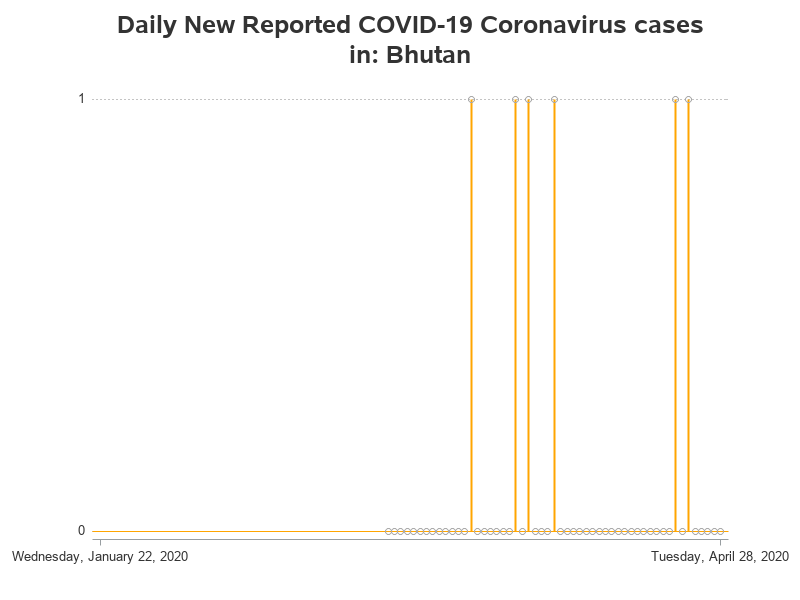 Daily New Reported COVID-19 Coronavirus cases
in: Bhutan
1
0
Wednesday, January 22, 2020
Tuesday, April 28, 2020